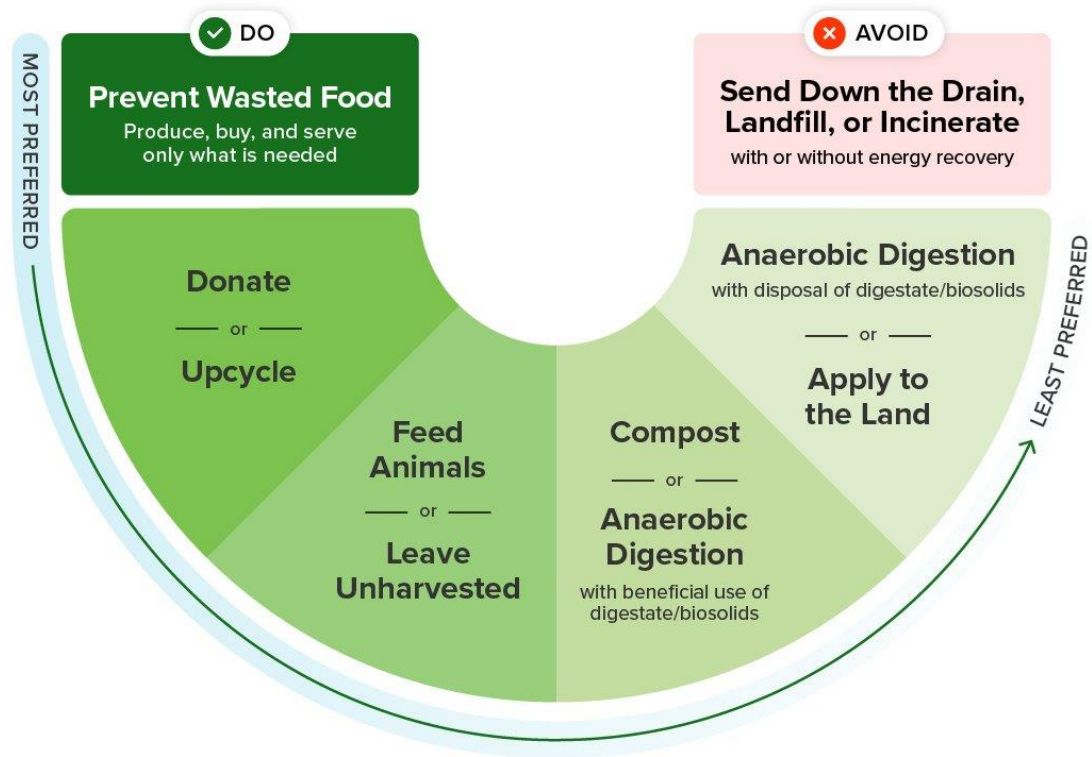 DO
Prevent Wasted Food
Produce, buy, and serve
only what is needed
AVOID
Send Down the Drain,
Landfill, or Incinerate
with or without energy recovery
MOST PREFERRED
Donate
or
Upcycle
Feed
Animals
or
Leave
Unharvested
Compost
or
Anaerobic
Digestion
with beneficial use of
digestate/biosolids
Anaerobic Digestion
with disposal of digestate/biosolids
or
Apply to
the Land
LEAST PREFERRED